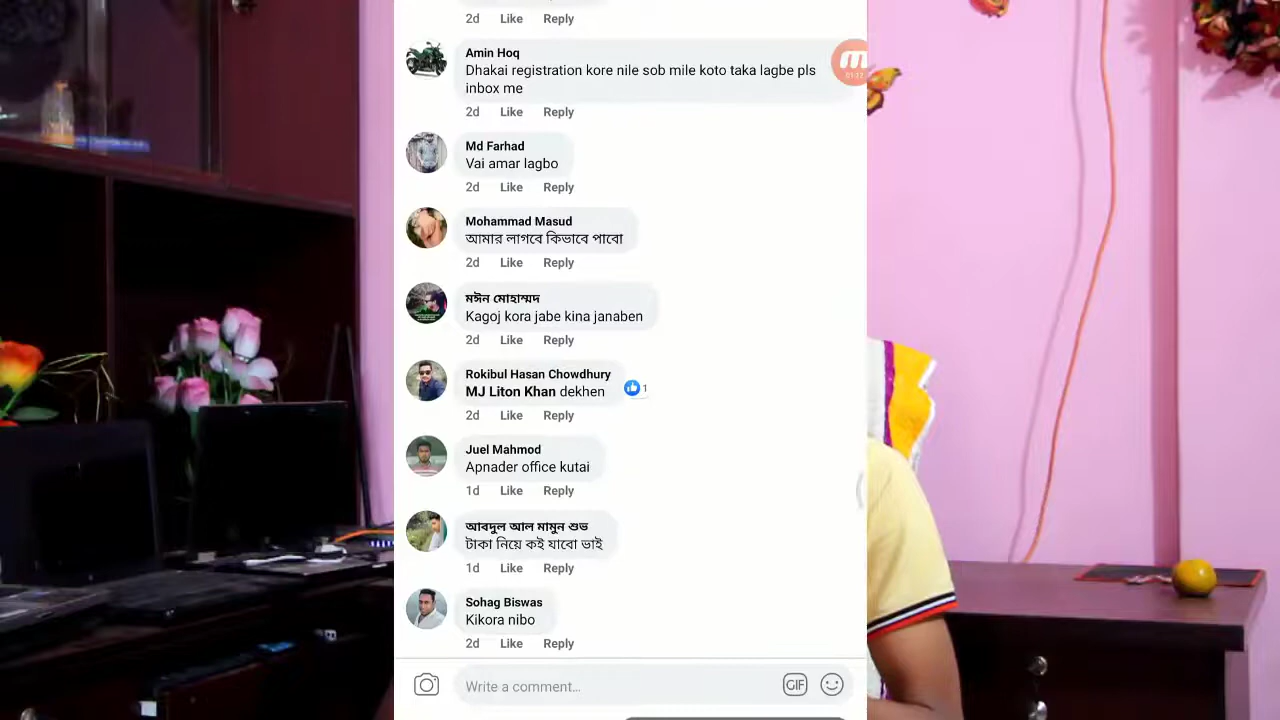 2d Like Reply
Amin Hoq
Dhakai registration kore nile sob mile koto taka lagbe pls
inbox me
01:12
2d Like Reply
Md Farhad
Vai amar lagbo
2d Like Reply
Mohammad Masud
আমার লাগবে কিভাবে পাবো
2d Like Reply
মঈন মোহাম্মদ
Kagoj kora jabe kina janaben
2d Like Reply
Rokibul Hasan Chowdhury
MJ Liton Khan dekhen
1
2d Like Reply
Juel Mahmod
Apnader office kutai
1d Like Reply
আবদুল আল মামুন শুভ
টাকা নিয়ে কই যাবো ভাই
1d Like Reply
Sohag Biswas
Kikora nibo
2d Like Reply
Write a comment...
GIF